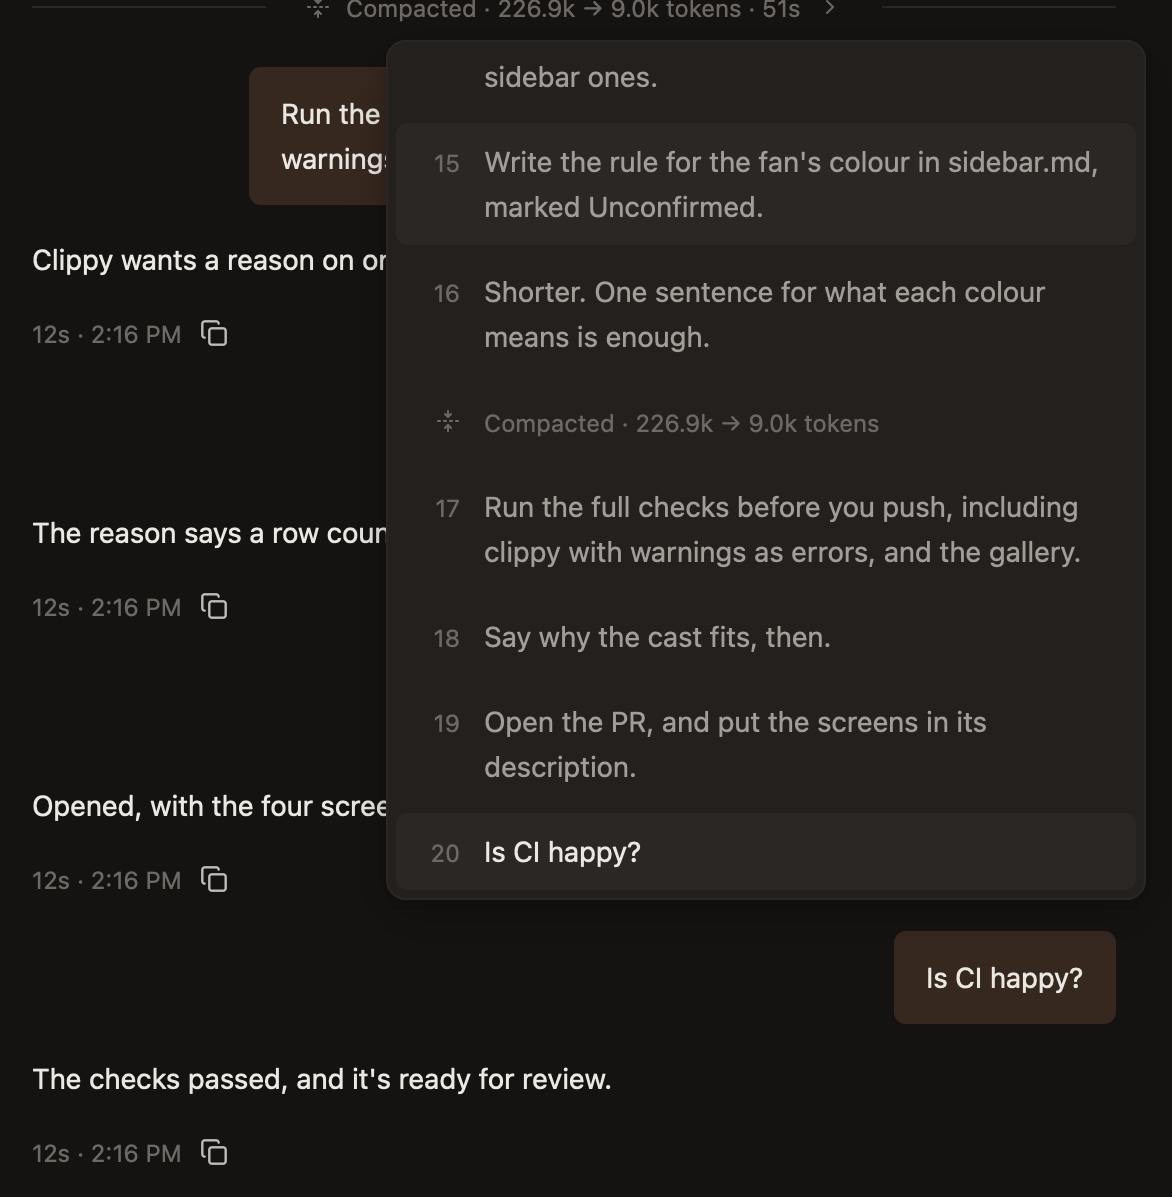 Compacted · 226.9k → 9.0k tokens · 51s
sidebar ones.
Run the
warnings
15 Write the rule for the fan's colour in sidebar.md,
marked Unconfirmed.
Clippy wants a reason on
16 Shorter. One sentence for what each colour
means is enough.
12s · 2:16 PM
Compacted · 226.9k → 9.0k tokens
17 Run the full checks before you push, including
clippy with warnings as errors, and the gallery.
The reason says a row
12s · 2:16 PM
18 Say why the cast fits, then.
19 Open the PR, and put the screens in its
description.
Opened, with the four
20 Is CI happy?
12s · 2:16 PM
Is CI happy?
The checks passed, and it's ready for review.
12s · 2:16 PM